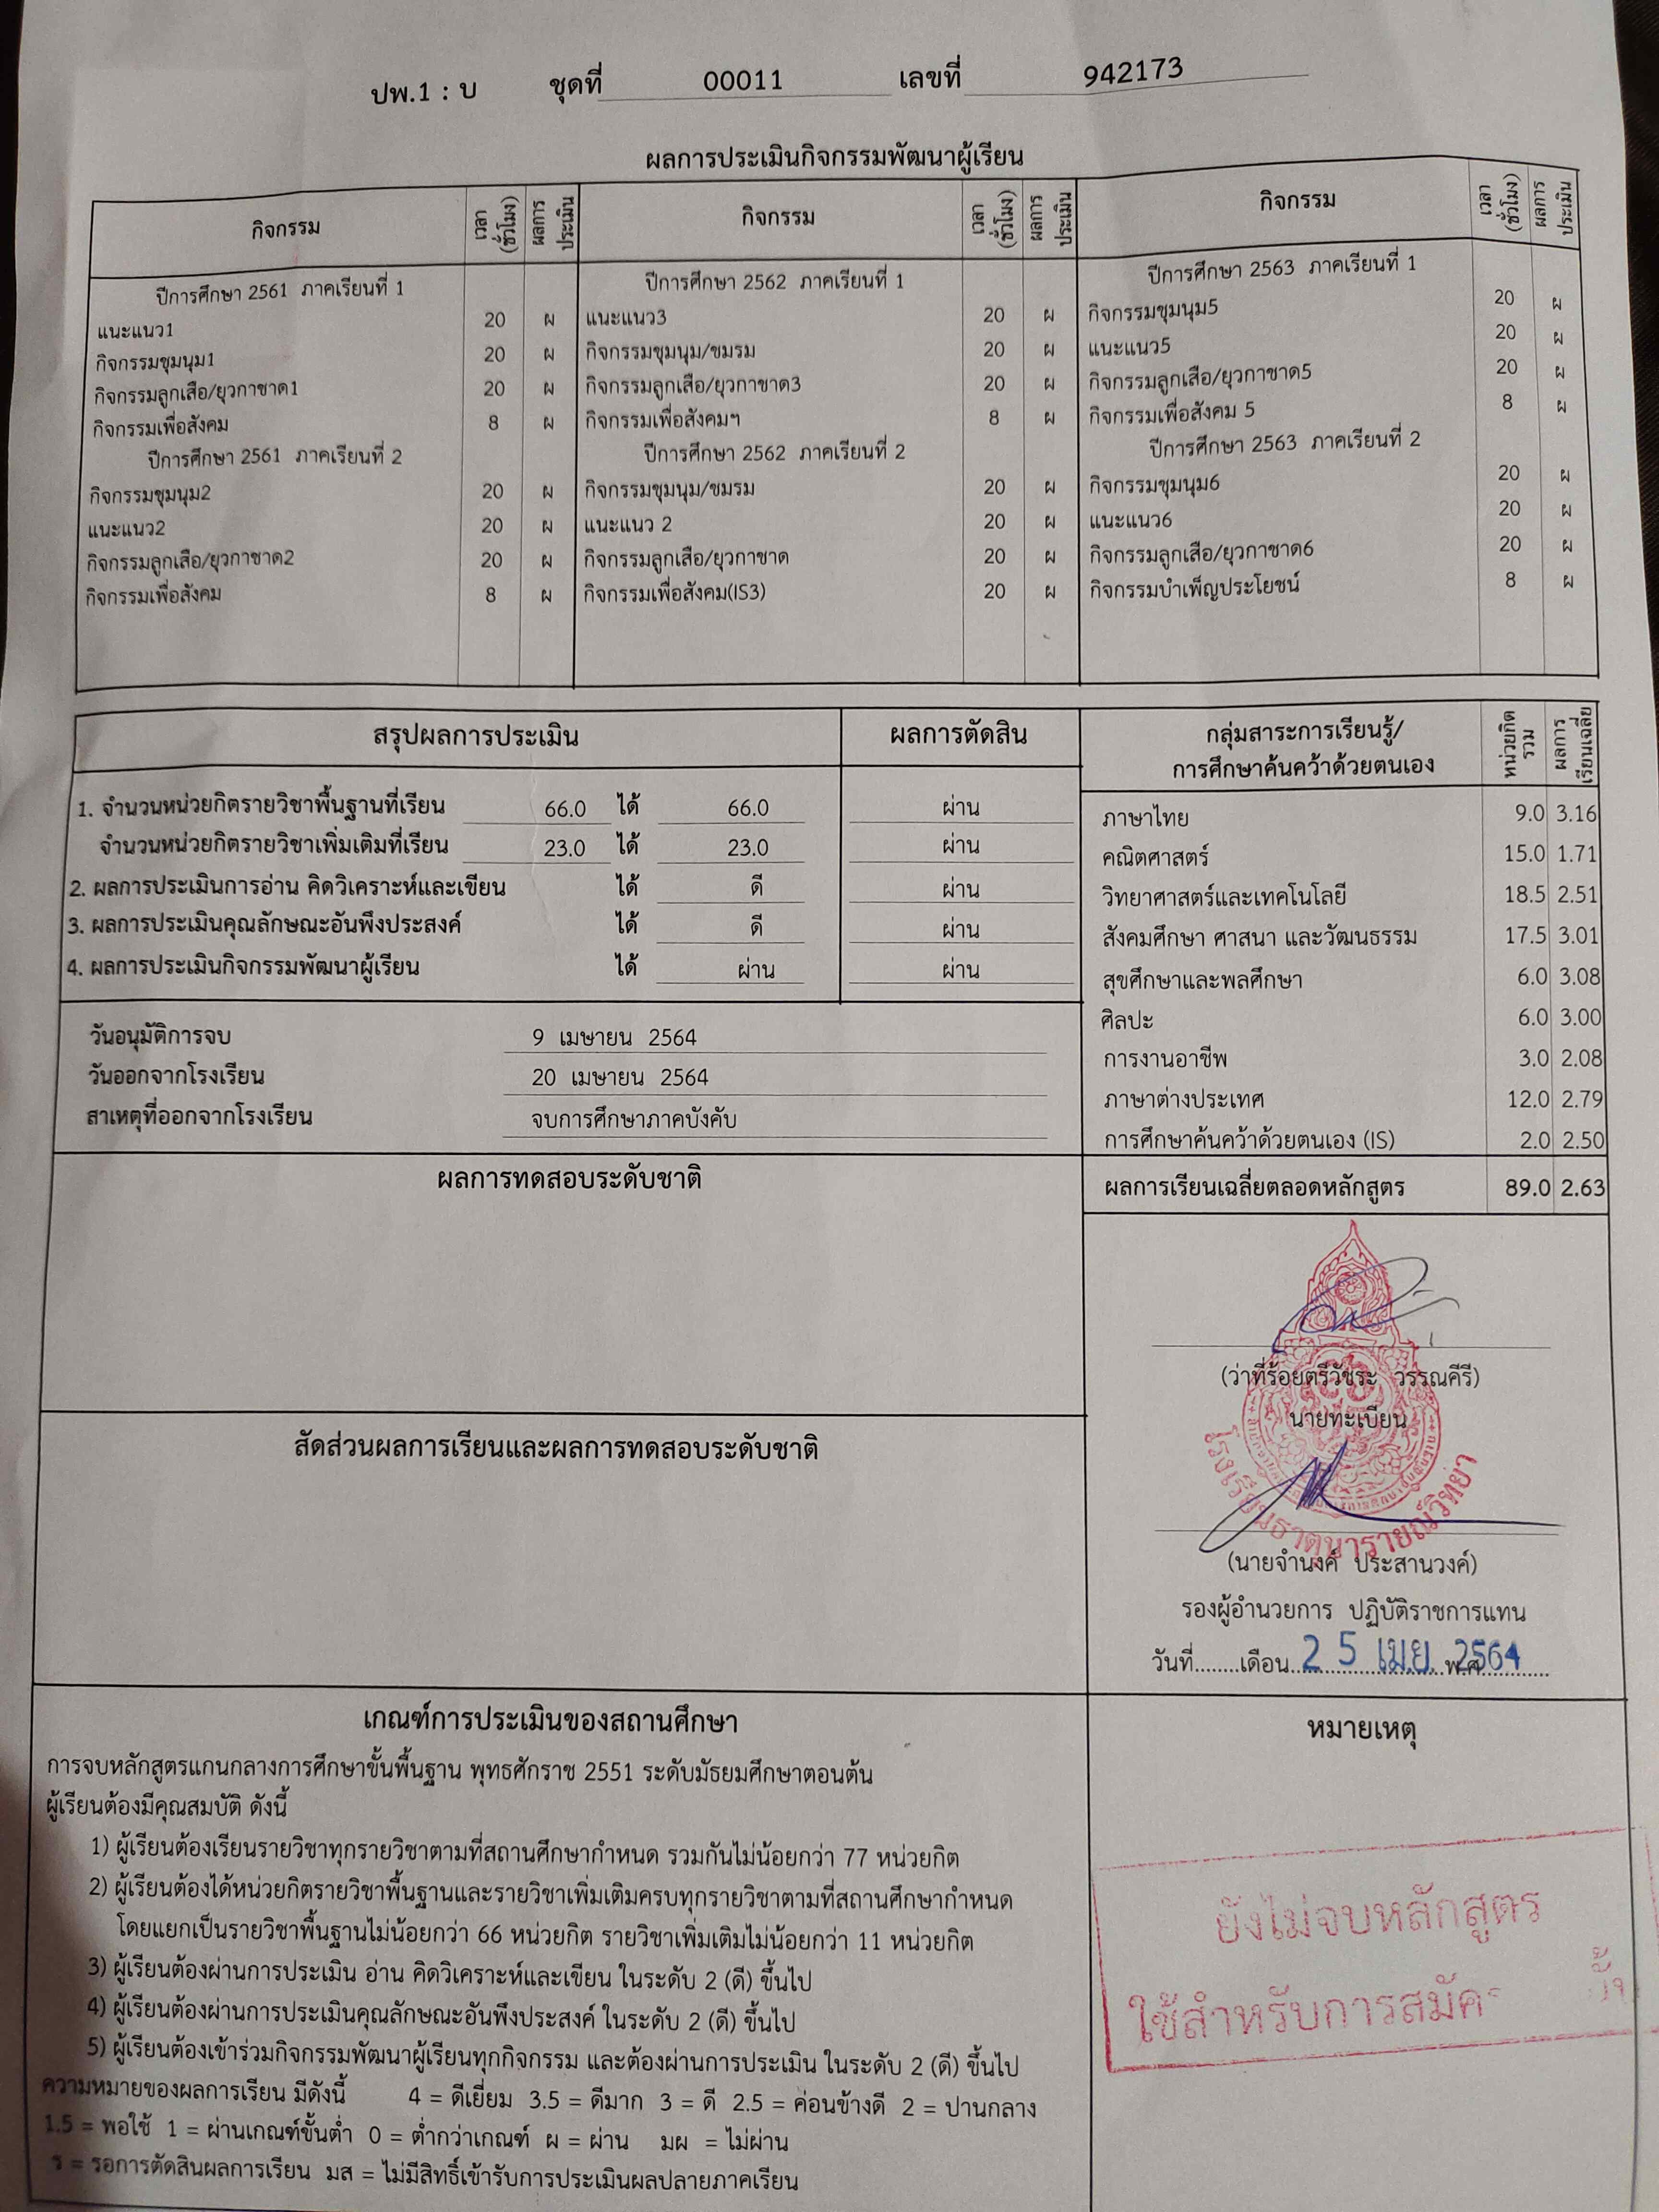 ปพ.1 : บ ชุดที่ 00011 เลขที่ 942173
ผลการประเมินกิจกรรมพัฒนาผู้เรียน
กิจกรรม เวลา (ชั่วโมง) ผลการประเมิน กิจกรรม เวลา (ชั่วโมง) ผลการประเมิน กิจกรรม เวลา (ชั่วโมง) ผลการประเมิน
ปีการศึกษา 2561 ภาคเรียนที่ 1
แนะแนว1 20 ผ
กิจกรรมชุมนุม1 20 ผ
กิจกรรมลูกเสือ/ยุวกาชาด1 20 ผ
กิจกรรมเพื่อสังคม 8 ผ
ปีการศึกษา 2561 ภาคเรียนที่ 2
กิจกรรมชุมนุม2 20 ผ
แนะแนว2 20 ผ
กิจกรรมลูกเสือ/ยุวกาชาด2 20 ผ
กิจกรรมเพื่อสังคม 8 ผ
ปีการศึกษา 2562 ภาคเรียนที่ 1
แนะแนว3 20 ผ
กิจกรรมชุมนุม/ชมรม 20 ผ
กิจกรรมลูกเสือ/ยุวกาชาด3 20 ผ
กิจกรรมเพื่อสังคมฯ 8 ผ
ปีการศึกษา 2562 ภาคเรียนที่ 2
กิจกรรมชุมนุม/ชมรม 20 ผ
แนะแนว 2 20 ผ
กิจกรรมลูกเสือ/ยุวกาชาด 20 ผ
กิจกรรมเพื่อสังคม(IS3) 20 ผ
ปีการศึกษา 2563 ภาคเรียนที่ 1
กิจกรรมชุมนุม5 20 ผ
แนะแนว5 20 ผ
กิจกรรมลูกเสือ/ยุวกาชาด5 20 ผ
กิจกรรมเพื่อสังคม 5 8 ผ
ปีการศึกษา 2563 ภาคเรียนที่ 2
กิจกรรมชุมนุม6 20 ผ
แนะแนว6 20 ผ
กิจกรรมลูกเสือ/ยุวกาชาด6 20 ผ
กิจกรรมบำเพ็ญประโยชน์ 8 ผ
สรุปผลการประเมิน ผลการตัดสิน
1. จำนวนหน่วยกิตรายวิชาพื้นฐานที่เรียน 66.0 ได้ 66.0 ผ่าน
จำนวนหน่วยกิตรายวิชาเพิ่มเติมที่เรียน 23.0 ได้ 23.0 ผ่าน
2. ผลการประเมินการอ่าน คิดวิเคราะห์และเขียน ได้ ดี ผ่าน
3. ผลการประเมินคุณลักษณะอันพึงประสงค์ ได้ ดี ผ่าน
4. ผลการประเมินกิจกรรมพัฒนาผู้เรียน ได้ ผ่าน ผ่าน
วันอนุมัติการจบ 9 เมษายน 2564
วันออกจากโรงเรียน 20 เมษายน 2564
สาเหตุที่ออกจากโรงเรียน จบการศึกษาภาคบังคับ
กลุ่มสาระการเรียนรู้/ การศึกษาค้นคว้าด้วยตนเอง หน่วยกิตรวม ผลการเรียนเฉลี่ย
ภาษาไทย 9.0 3.16
คณิตศาสตร์ 15.0 1.71
วิทยาศาสตร์และเทคโนโลยี 18.5 2.51
สังคมศึกษา ศาสนา และวัฒนธรรม 17.5 3.01
สุขศึกษาและพลศึกษา 6.0 3.08
ศิลปะ 6.0 3.00
การงานอาชีพ 3.0 2.08
ภาษาต่างประเทศ 12.0 2.79
การศึกษาค้นคว้าด้วยตนเอง (IS) 2.0 2.50
ผลการเรียนเฉลี่ยตลอดหลักสูตร 89.0 2.63
ผลการทดสอบระดับชาติ
สัดส่วนผลการเรียนและผลการทดสอบระดับชาติ
(ว่าที่ร้อยตรีวัชระ วรรณคีรี)
นายทะเบียน
โรงเรียนธาตุนารายณ์วิทยา
(นายจำนงค์ ประสานวงค์)
รองผู้อำนวยการ ปฏิบัติราชการแทน
วันที่........เดือน......................พ.ศ............
2 5 เม.ย. 2564
เกณฑ์การประเมินของสถานศึกษา
การจบหลักสูตรแกนกลางการศึกษาขั้นพื้นฐาน พุทธศักราช 2551 ระดับมัธยมศึกษาตอนต้น
ผู้เรียนต้องมีคุณสมบัติ ดังนี้
1) ผู้เรียนต้องเรียนรายวิชาทุกรายวิชาตามที่สถานศึกษากำหนด รวมกันไม่น้อยกว่า 77 หน่วยกิต
2) ผู้เรียนต้องได้หน่วยกิตรายวิชาพื้นฐานและรายวิชาเพิ่มเติมครบทุกรายวิชาตามที่สถานศึกษากำหนด
โดยแยกเป็นรายวิชาพื้นฐานไม่น้อยกว่า 66 หน่วยกิต รายวิชาเพิ่มเติมไม่น้อยกว่า 11 หน่วยกิต
3) ผู้เรียนต้องผ่านการประเมิน อ่าน คิดวิเคราะห์และเขียน ในระดับ 2 (ดี) ขึ้นไป
4) ผู้เรียนต้องผ่านการประเมินคุณลักษณะอันพึงประสงค์ ในระดับ 2 (ดี) ขึ้นไป
5) ผู้เรียนต้องเข้าร่วมกิจกรรมพัฒนาผู้เรียนทุกกิจกรรม และต้องผ่านการประเมิน ในระดับ 2 (ดี) ขึ้นไป
ความหมายของผลการเรียน มีดังนี้ 4 = ดีเยี่ยม 3.5 = ดีมาก 3 = ดี 2.5 = ค่อนข้างดี 2 = ปานกลาง
1.5 = พอใช้ 1 = ผ่านเกณฑ์ขั้นต่ำ 0 = ต่ำกว่าเกณฑ์ ผ = ผ่าน มผ = ไม่ผ่าน
ร = รอการตัดสินผลการเรียน มส = ไม่มีสิทธิ์เข้ารับการประเมินผลปลายภาคเรียน
หมายเหตุ
ยังไม่จบหลักสูตร
ใช้สำหรับการสมัค